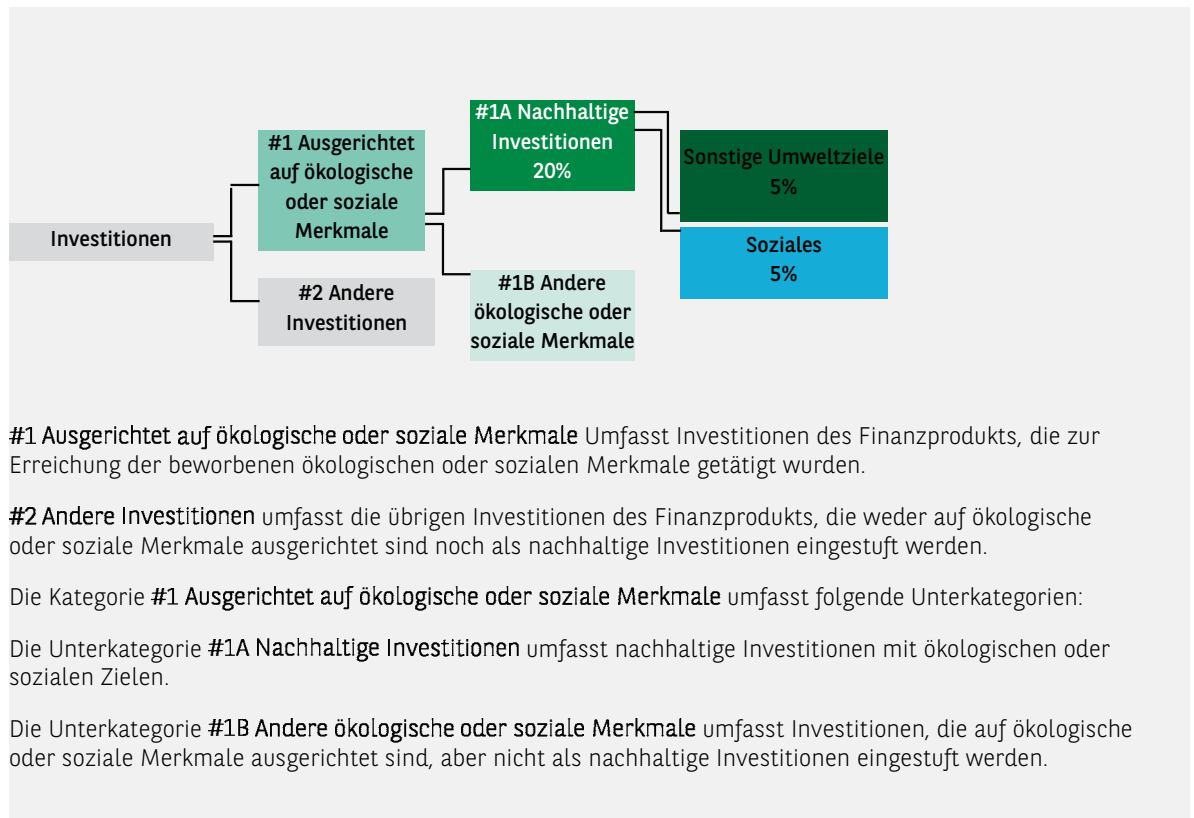 #1A Nachhaltige
Investitionen
20%
#1 Ausgerichtet
auf ökologische
oder soziale
Merkmale
Sonstige Umweltziele
5%
Investitionen
Soziales
5%
#2 Andere
Investitionen
#1B Andere
ökologische oder
soziale Merkmale
#1 Ausgerichtet auf ökologische oder soziale Merkmale Umfasst Investitionen des Finanzprodukts, die zur
Erreichung der beworbenen ökologischen oder sozialen Merkmale getätigt wurden.
#2 Andere Investitionen umfasst die übrigen Investitionen des Finanzprodukts, die weder auf ökologische
oder soziale Merkmale ausgerichtet sind noch als nachhaltige Investitionen eingestuft werden.
Die Kategorie #1 Ausgerichtet auf ökologische oder soziale Merkmale umfasst folgende Unterkategorien:
Die Unterkategorie #1A Nachhaltige Investitionen umfasst nachhaltige Investitionen mit ökologischen oder
sozialen Zielen.
Die Unterkategorie #1B Andere ökologische oder soziale Merkmale umfasst Investitionen, die auf ökologische
oder soziale Merkmale ausgerichtet sind, aber nicht als nachhaltige Investitionen eingestuft werden.